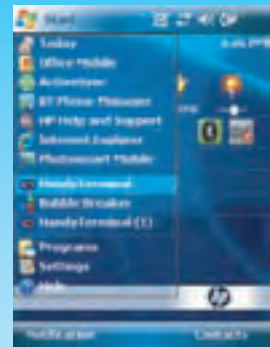 Start
Today
Office Mobile
ActiveSync
BT Phone Manager
HP Help and Support
Internet Explorer
Photosmart Mobile
HandyTerminal
Bubble Breaker
HandyTerminal (1)
Programs
Settings
Help
hp
Notification
Contacts